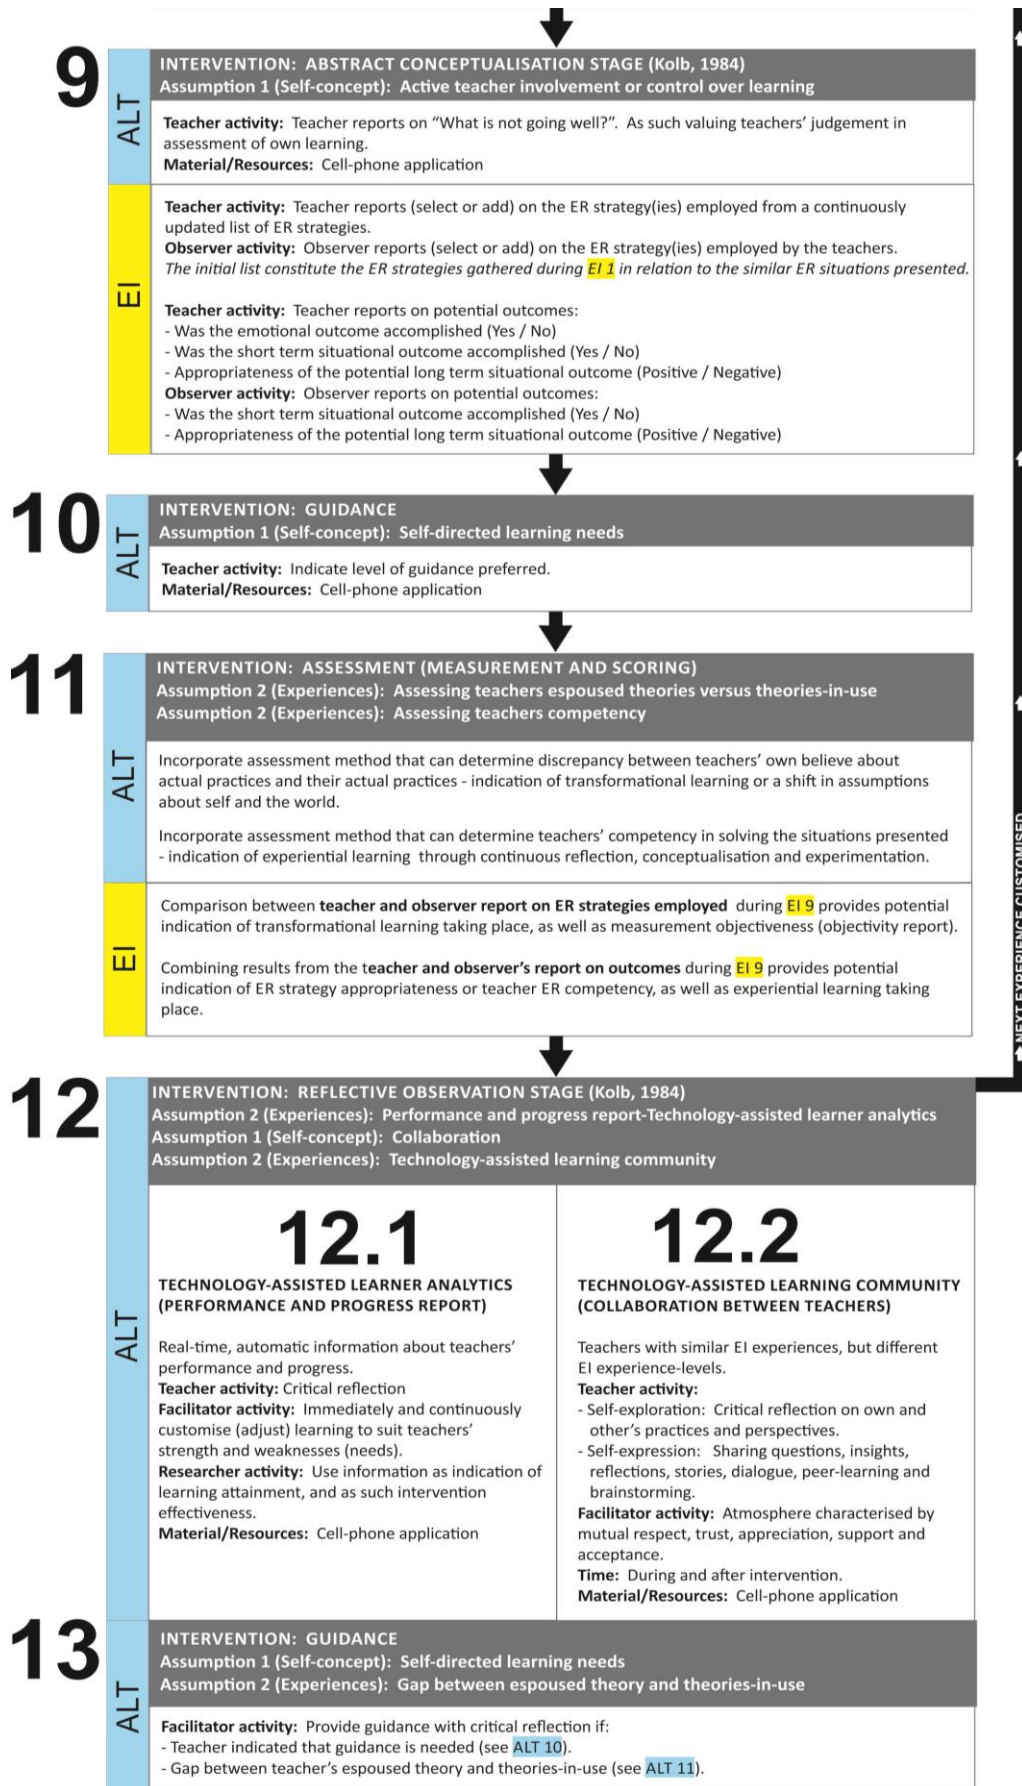 9
ALT
INTERVENTION: ABSTRACT CONCEPTUALISATION STAGE (Kolb, 1984)
Assumption 1 (Self-concept): Active teacher involvement or control over learning
Teacher activity: Teacher reports on “What is not going well?”. As such valuing teachers’ judgement in
assessment of own learning.
Material/Resources: Cell-phone application
EI
Teacher activity: Teacher reports (select or add) on the ER strategy(ies) employed from a continuously
updated list of ER strategies.
Observer activity: Observer reports (select or add) on the ER strategy(ies) employed by the teachers.
The initial list constitute the ER strategies gathered during EI 1 in relation to the similar ER situations presented.
Teacher activity: Teacher reports on potential outcomes:
- Was the emotional outcome accomplished (Yes / No)
- Was the short term situational outcome accomplished (Yes / No)
- Appropriateness of the potential long term situational outcome (Positive / Negative)
Observer activity: Observer reports on potential outcomes:
- Was the short term situational outcome accomplished (Yes / No)
- Appropriateness of the potential long term situational outcome (Positive / Negative)
10
ALT
INTERVENTION: GUIDANCE
Assumption 1 (Self-concept): Self-directed learning needs
Teacher activity: Indicate level of guidance preferred.
Material/Resources: Cell-phone application
11
ALT
INTERVENTION: ASSESSMENT (MEASUREMENT AND SCORING)
Assumption 2 (Experiences): Assessing teachers espoused theories versus theories-in-use
Assumption 2 (Experiences): Assessing teachers competency
Incorporate assessment method that can determine discrepancy between teachers’ own believe about
actual practices and their actual practices - indication of transformational learning or a shift in assumptions
about self and the world.
Incorporate assessment method that can determine teachers’ competency in solving the situations presented
- indication of experiential learning through continuous reflection, conceptualisation and experimentation.
EI
Comparison between teacher and observer report on ER strategies employed during EI 9 provides potential
indication of transformational learning taking place, as well as measurement objectiveness (objectivity report).
Combining results from the teacher and observer’s report on outcomes during EI 9 provides potential
indication of ER strategy appropriateness or teacher ER competency, as well as experiential learning taking
place.
NEXT EXPERIENCE CUSTOMISED
12
ALT
INTERVENTION: REFLECTIVE OBSERVATION STAGE (Kolb, 1984)
Assumption 2 (Experiences): Performance and progress report-Technology-assisted learner analytics
Assumption 1 (Self-concept): Collaboration
Assumption 2 (Experiences): Technology-assisted learning community
12.1
TECHNOLOGY-ASSISTED LEARNER ANALYTICS
(PERFORMANCE AND PROGRESS REPORT)
Real-time, automatic information about teachers’
performance and progress.
Teacher activity: Critical reflection
Facilitator activity: Immediately and continuously
customise (adjust) learning to suit teachers’
strength and weaknesses (needs).
Researcher activity: Use information as indication of
learning attainment, and as such intervention
effectiveness.
Material/Resources: Cell-phone application
12.2
TECHNOLOGY-ASSISTED LEARNING COMMUNITY
(COLLABORATION BETWEEN TEACHERS)
Teachers with similar EI experiences, but different
EI experience-levels.
Teacher activity:
- Self-exploration: Critical reflection on own and
other’s practices and perspectives.
- Self-expression: Sharing questions, insights,
reflections, stories, dialogue, peer-learning and
brainstorming.
Facilitator activity: Atmosphere characterised by
mutual respect, trust, appreciation, support and
acceptance.
Time: During and after intervention.
Material/Resources: Cell-phone application
13
ALT
INTERVENTION: GUIDANCE
Assumption 1 (Self-concept): Self-directed learning needs
Assumption 2 (Experiences): Gap between espoused theory and theories-in-use
Facilitator activity: Provide guidance with critical reflection if:
- Teacher indicated that guidance is needed (see ALT 10).
- Gap between teacher’s espoused theory and theories-in-use (see ALT 11).